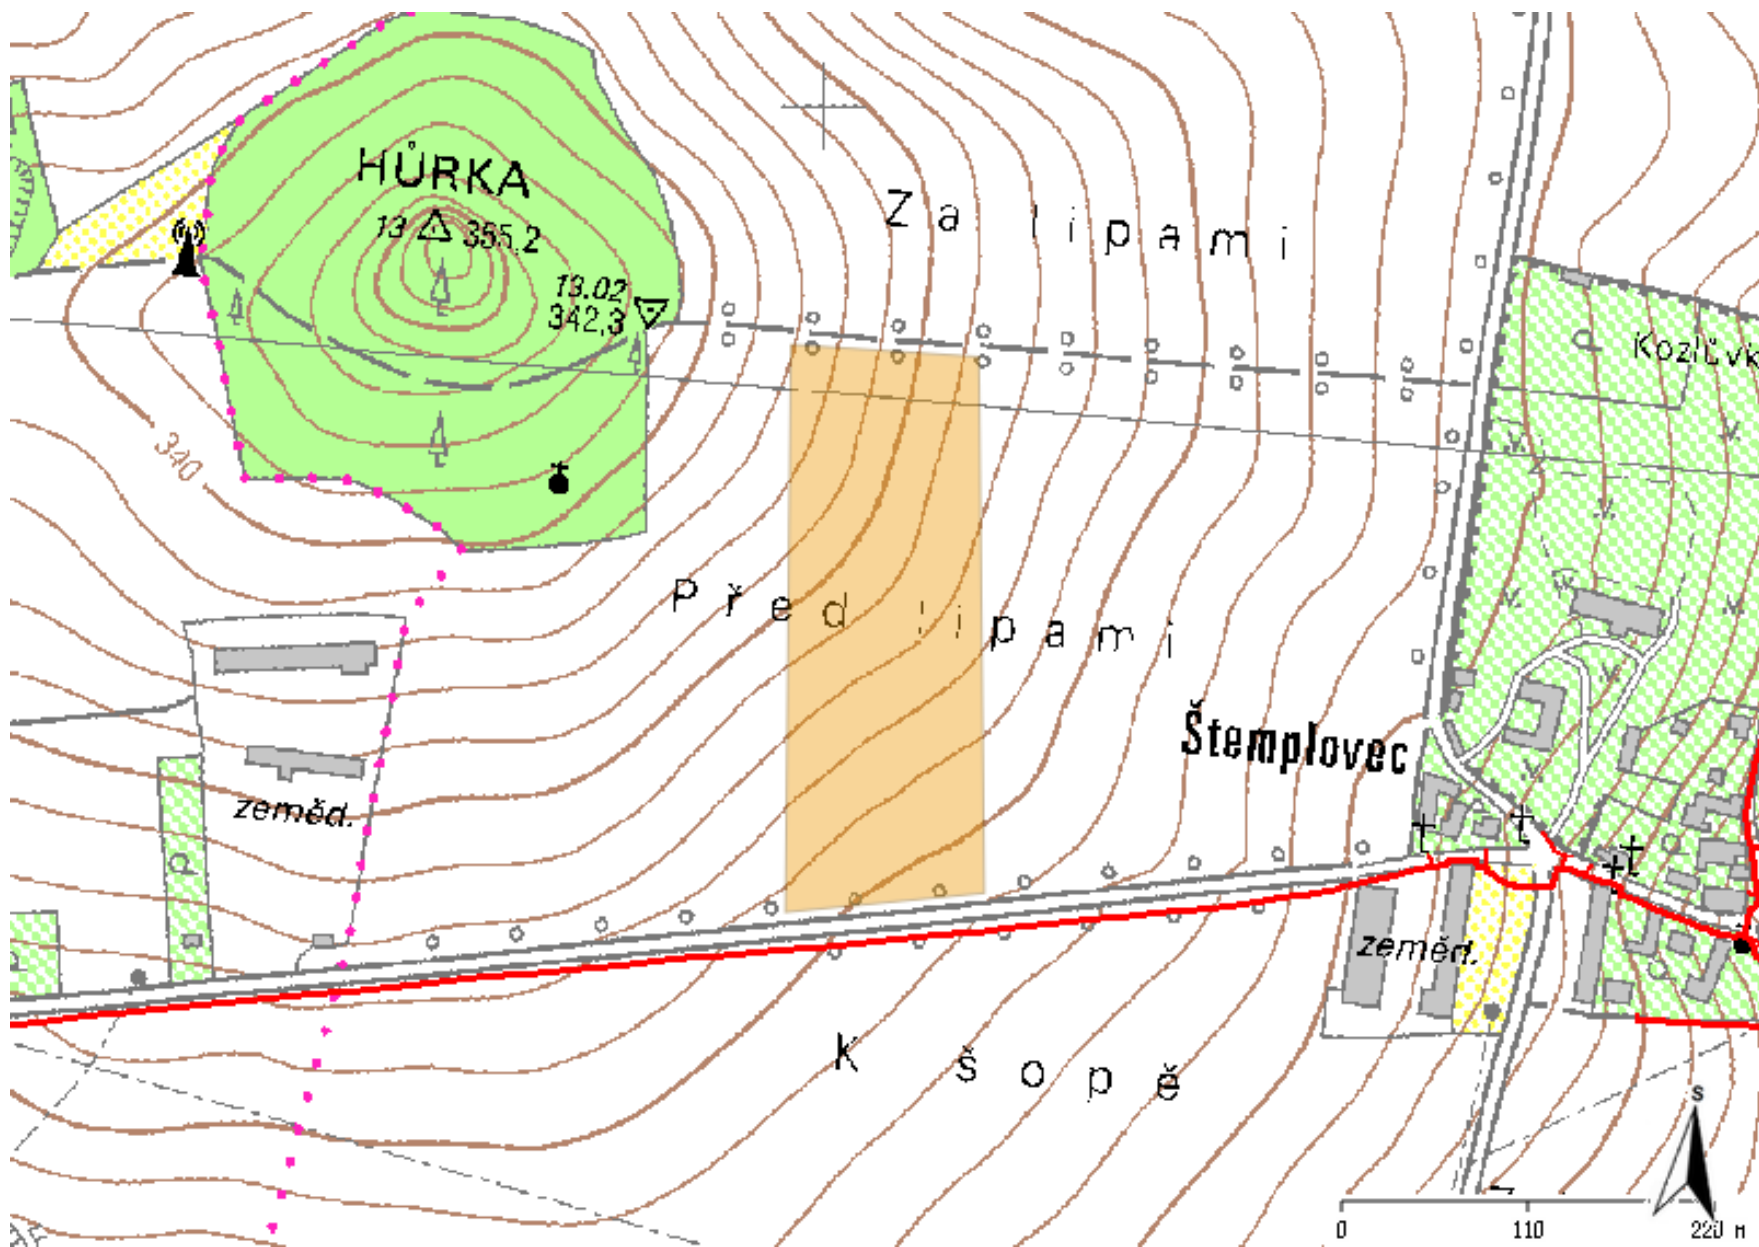 HŮRKA
13 355.2
Za lipami
13.02
342,3
Kozlůvk
340
Před lipami
Štemplovec
zeměd.
zeměd.
K šopě
S
0 110 220 M